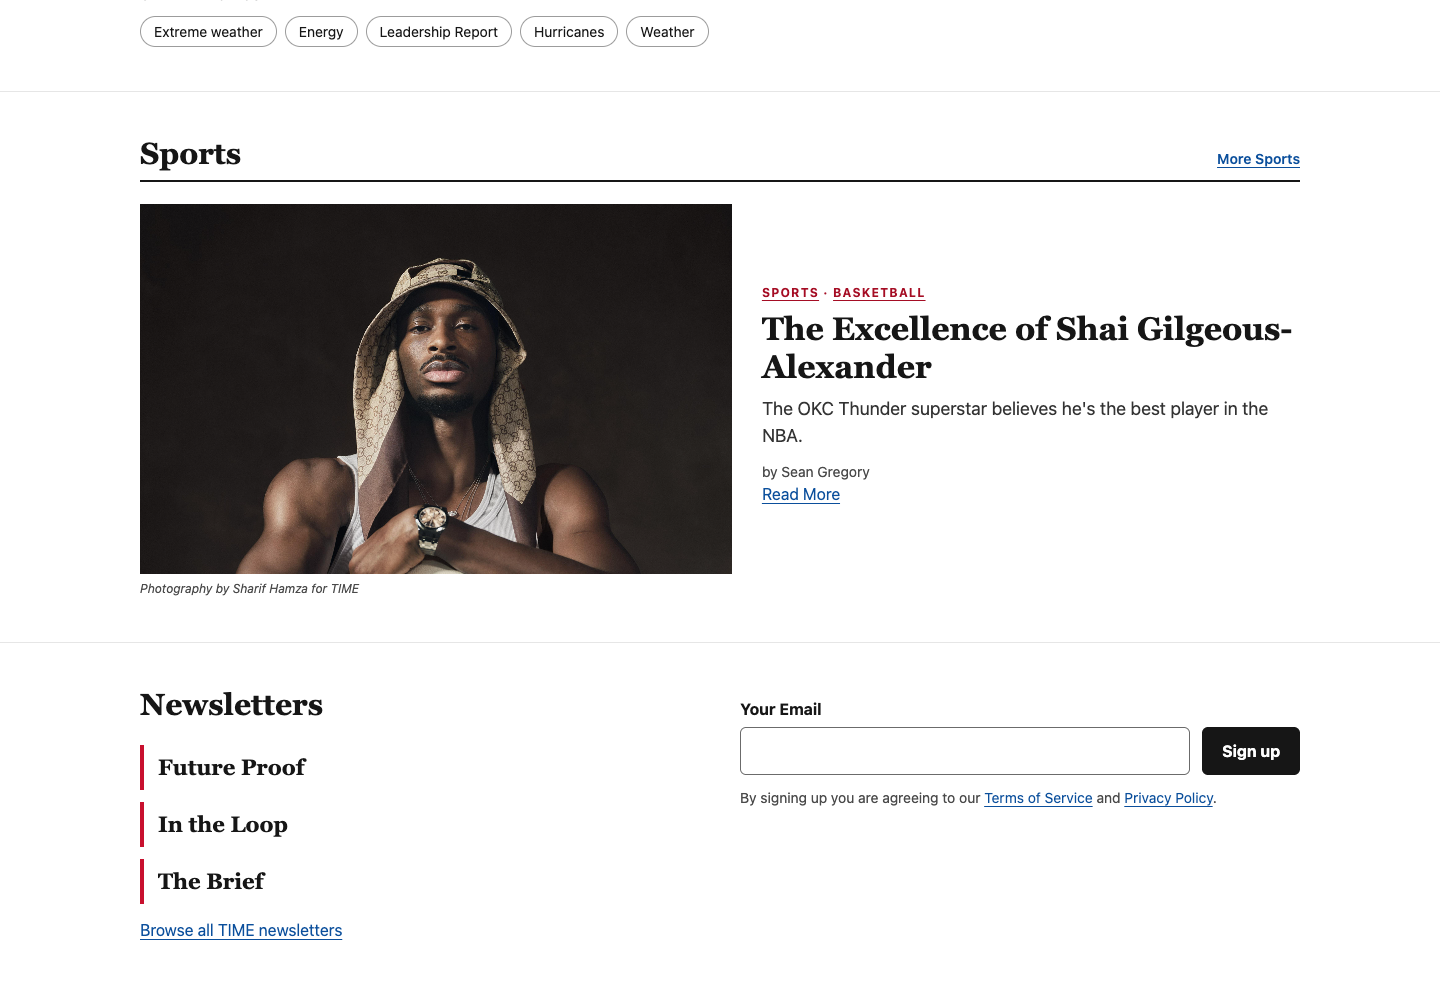 Extreme weather
Energy
Leadership Report
Hurricanes
Weather
Sports
More Sports
SPORTS · BASKETBALL
The Excellence of Shai Gilgeous-
Alexander
The OKC Thunder superstar believes he's the best player in the
NBA.
by Sean Gregory
Read More
Photography by Sharif Hamza for TIME
Newsletters
Future Proof
In the Loop
The Brief
Browse all TIME newsletters
Your Email
Sign up
By signing up you are agreeing to our Terms of Service and Privacy Policy.